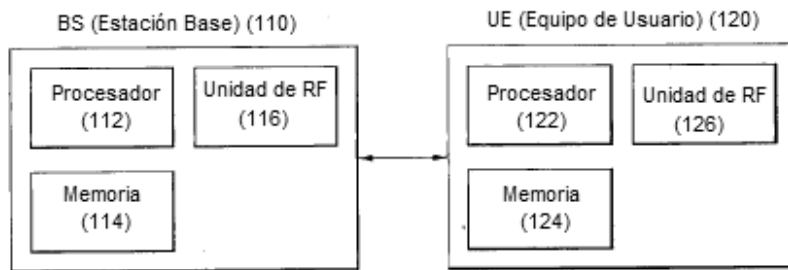 BS (Estación Base) (110)
UE (Equipo de Usuario) (120)
Procesador
(112)
Unidad de RF
(116)
Memoria
(114)
Procesador
(122)
Unidad de RF
(126)
Memoria
(124)